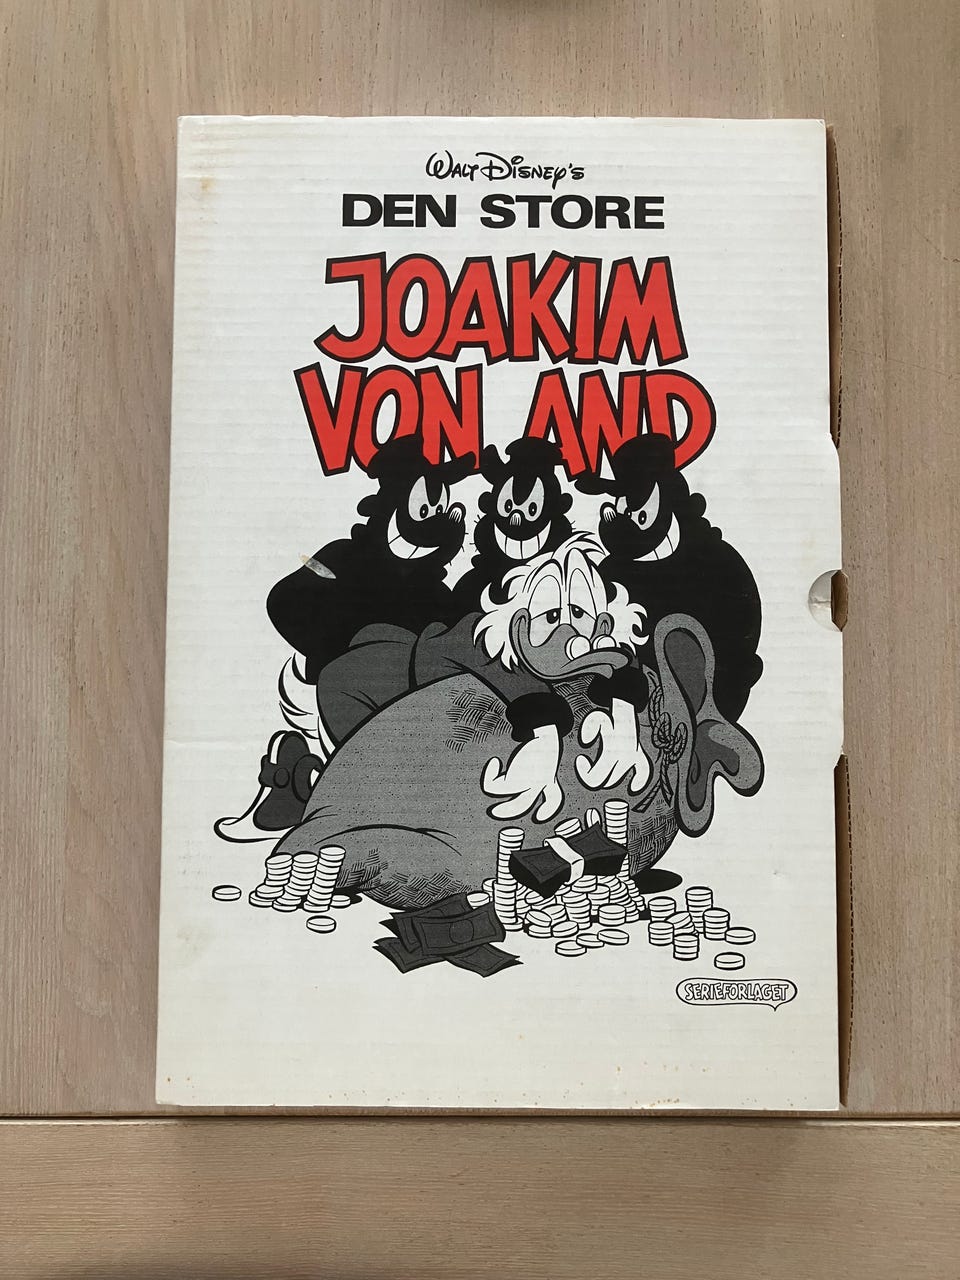 WALT DISNEY'S
DEN STORE
JOAKIM
VON AND
SERIEFORLAGET